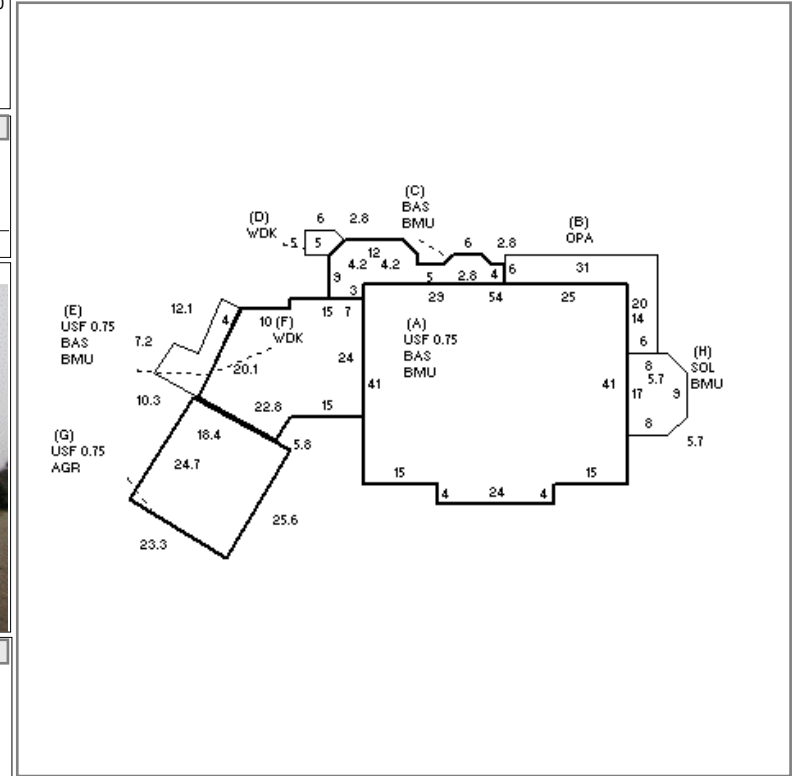 (C)
BAS
BMU
(D)
WDK
6 2.8
5 5
6 2.8
(B)
OPA
12
4.2 4.2
9
3
5 2.8 4 6
31
29 54 25
(E)
USF 0.75
BAS
BMU
12.1
7.2
4
10 (F)
WDK
15 7
24
20.1
(A)
USF 0.75
BAS
BMU
41
41
20
14
6
(H)
SOL
BMU
8
5.7
17 9
8
5.7
10.3
22.8 15
18.4
5.8
(G)
USF 0.75
AGR
24.7
25.6
23.3
15
4 24 4
15